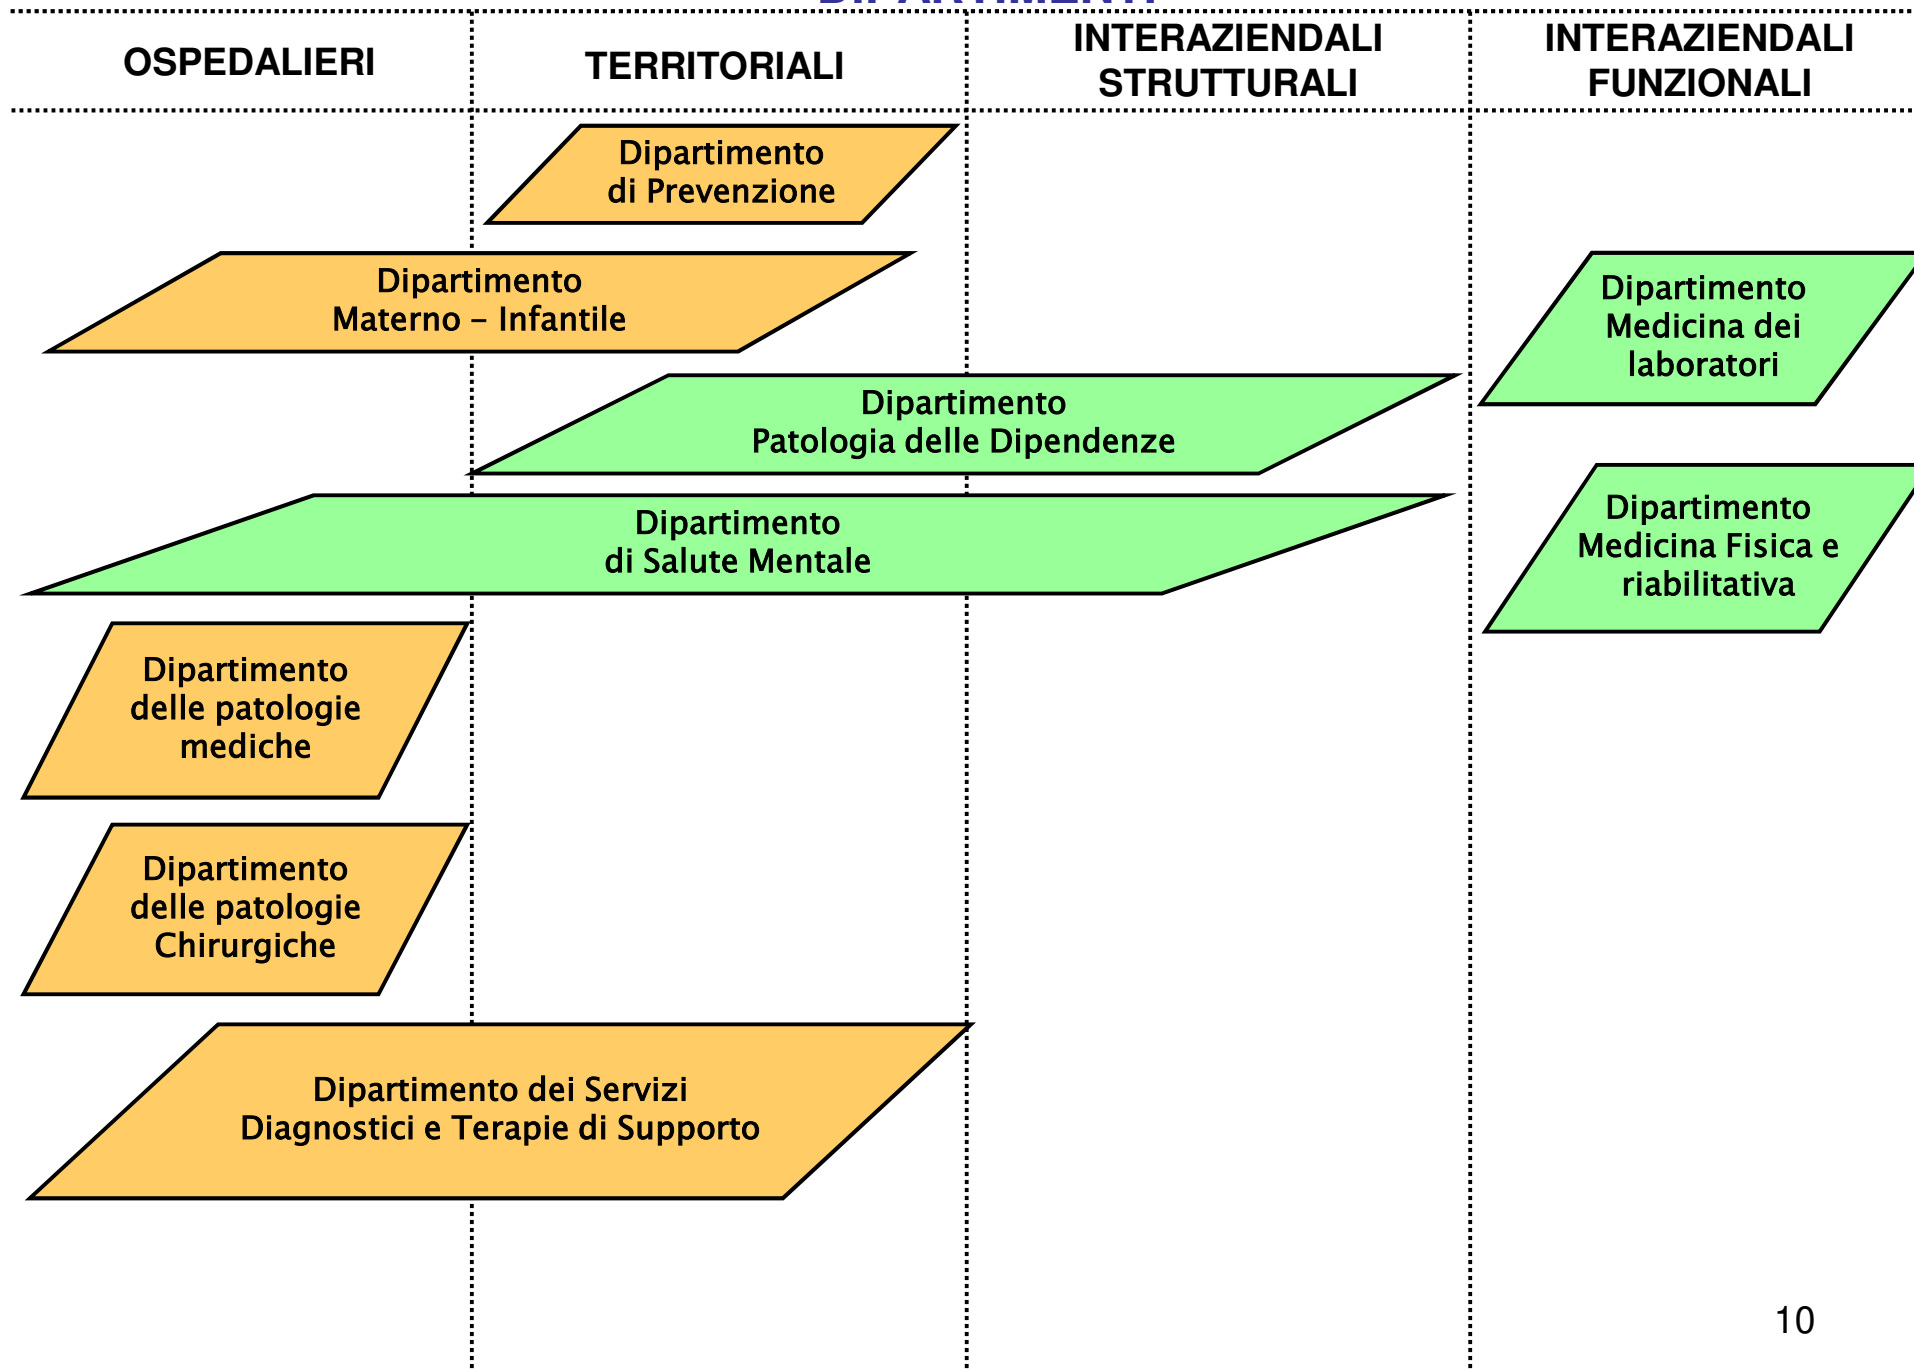 DIPARTIMENTI
OSPEDALIERI
TERRITORIALI
INTERAZIENDALI
STRUTTURALI
INTERAZIENDALI
FUNZIONALI
Dipartimento
di Prevenzione
Dipartimento
Materno – Infantile
Dipartimento
Medicina dei
laboratori
Dipartimento
Patologia delle Dipendenze
Dipartimento
di Salute Mentale
Dipartimento
Medicina Fisica e
riabilitativa
Dipartimento
delle patologie
mediche
Dipartimento
delle patologie
Chirurgiche
Dipartimento dei Servizi
Diagnostici e Terapie di Supporto
10